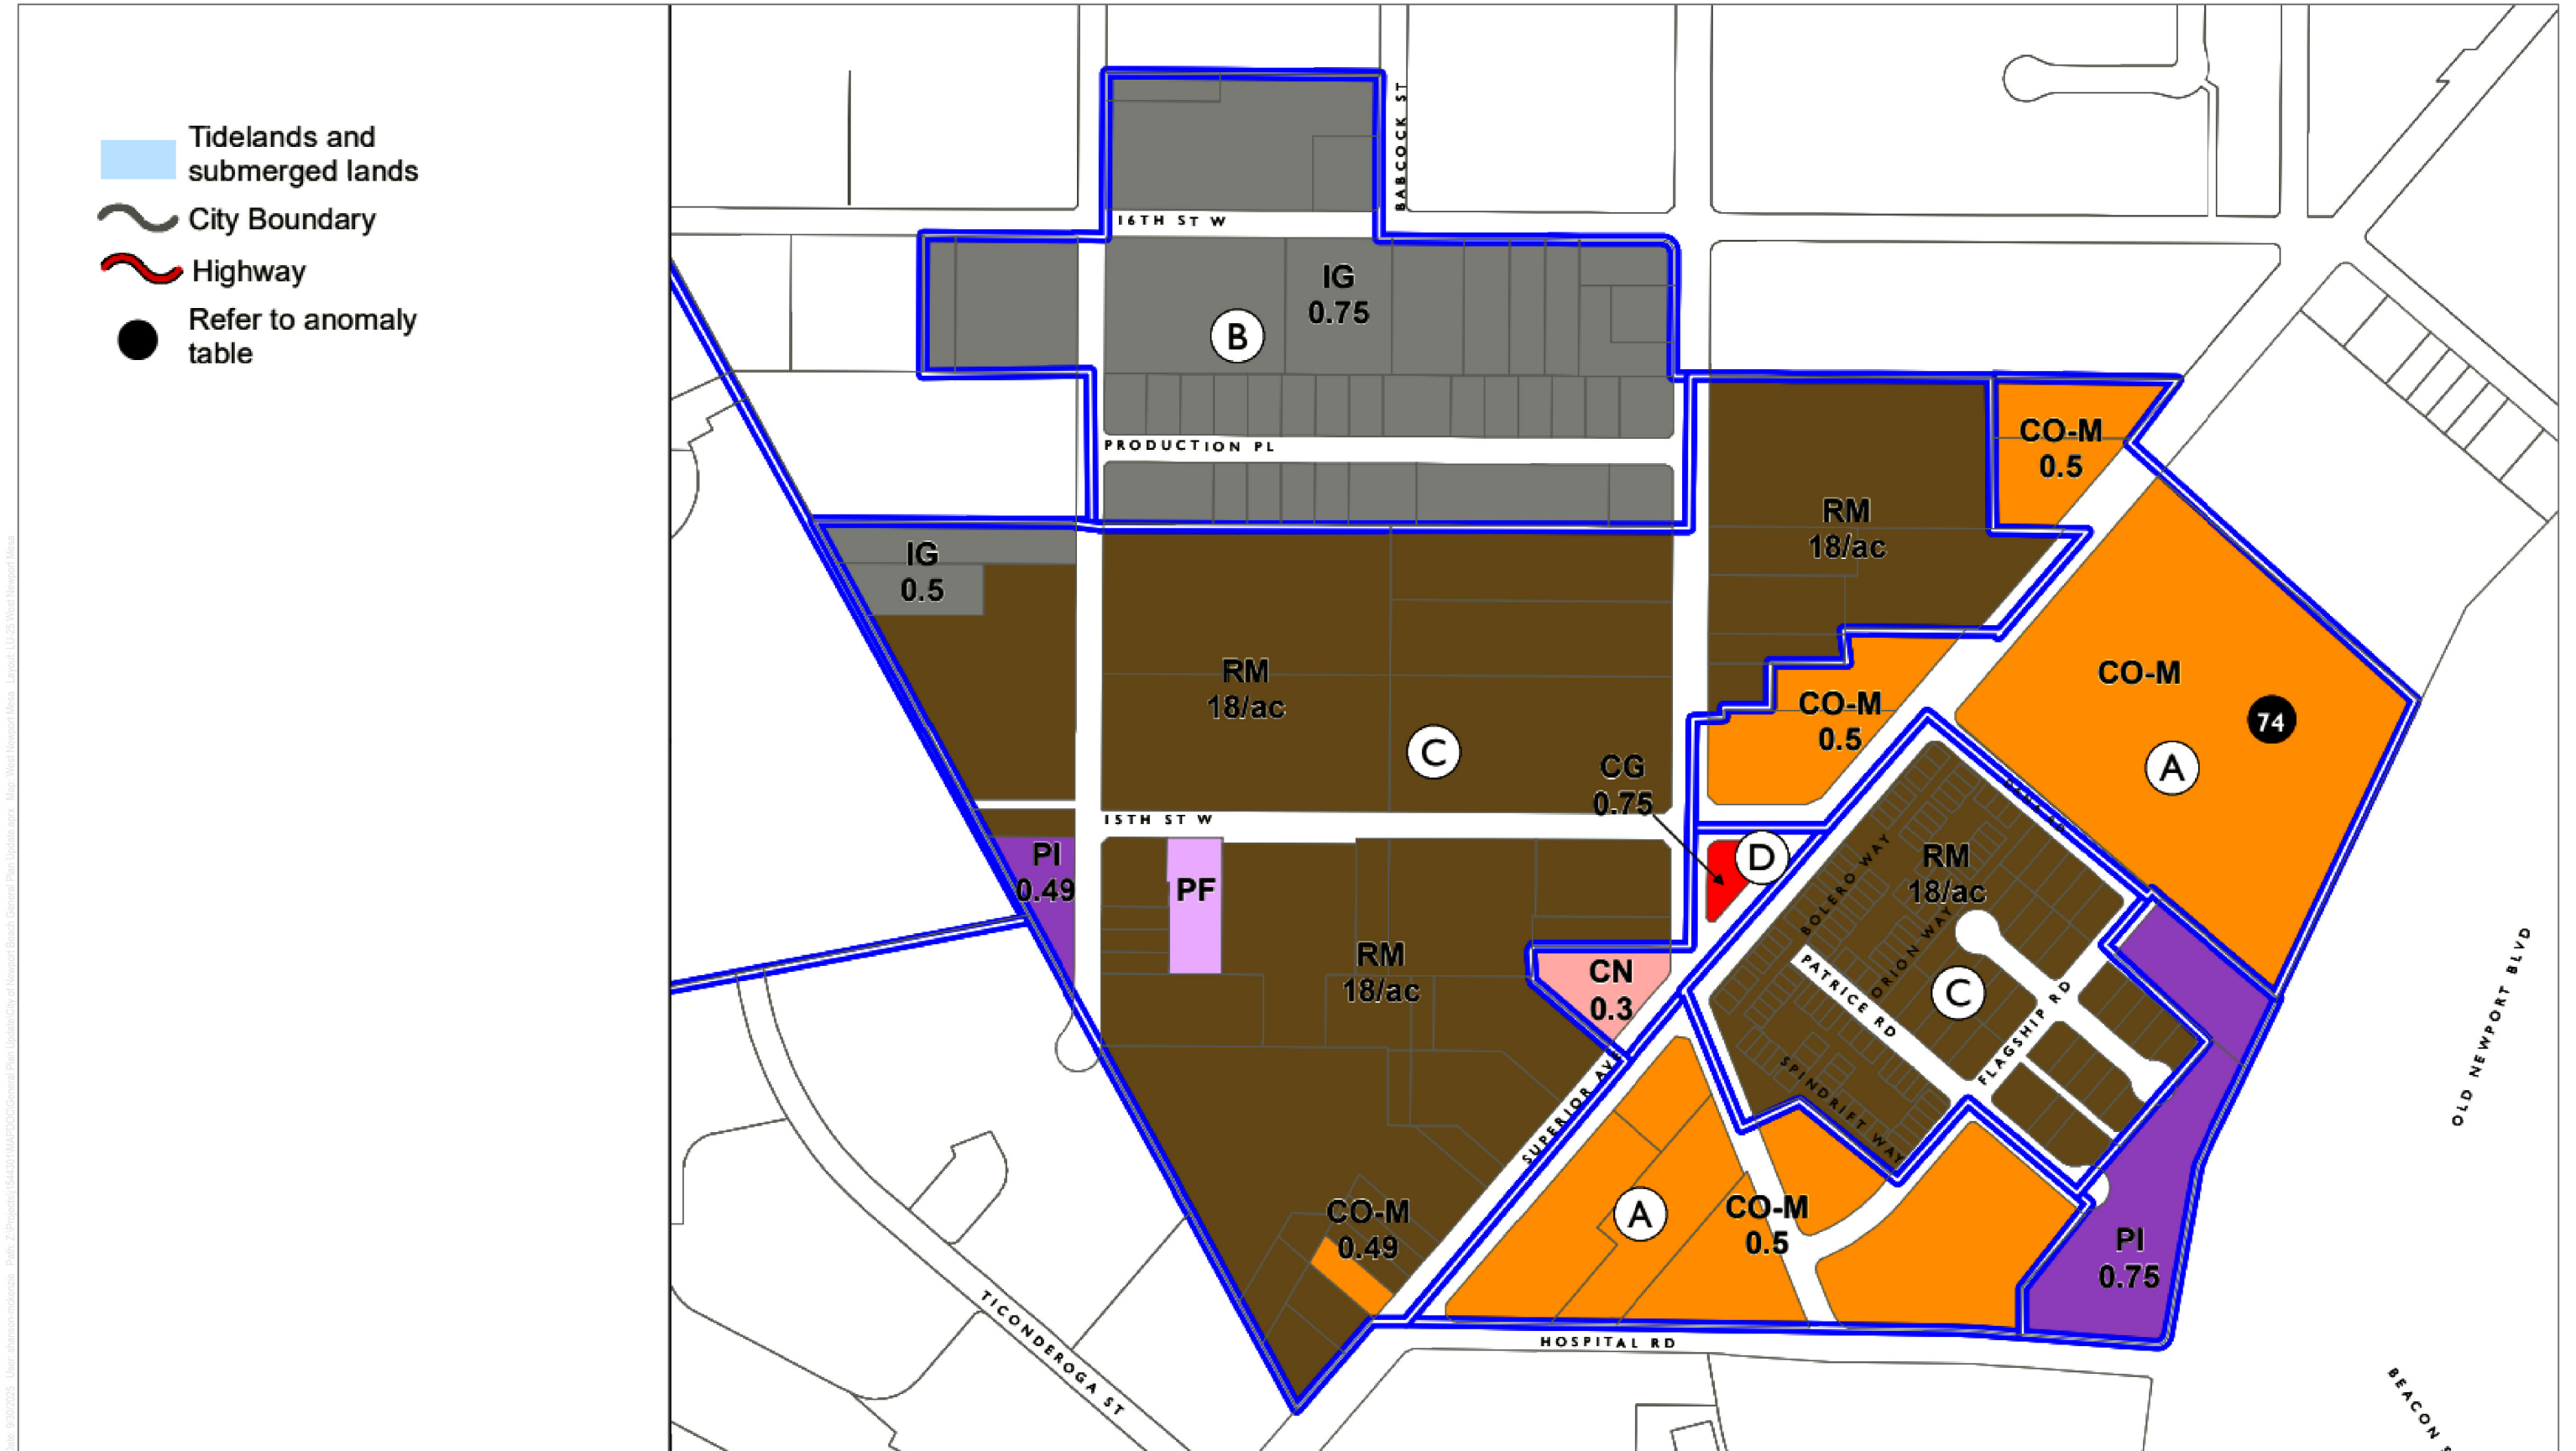 Tidelands and
submerged lands
City Boundary
Highway
Refer to anomaly
table
BABCOCK ST
16TH ST W
IG
0.75
B
PRODUCTION PL
CO-M
0.5
RM
18/ac
IG
0.5
RM
18/ac
C
CO-M
0.5
CO-M
74
A
CG
0.75
15TH ST W
D
PI
0.49
PF
RM
18/ac
CN
0.3
BOLERO WAY
RM
18/ac
ORION WAY
PATRICE RD
C
FLAGSHIP RD
SPINDRIFT WAY
SUPERIOR AVE
OLD NEWPORT BLVD
A
CO-M
0.5
CO-M
0.49
PI
0.75
HOSPITAL RD
TICONDEROGA ST
BEACON